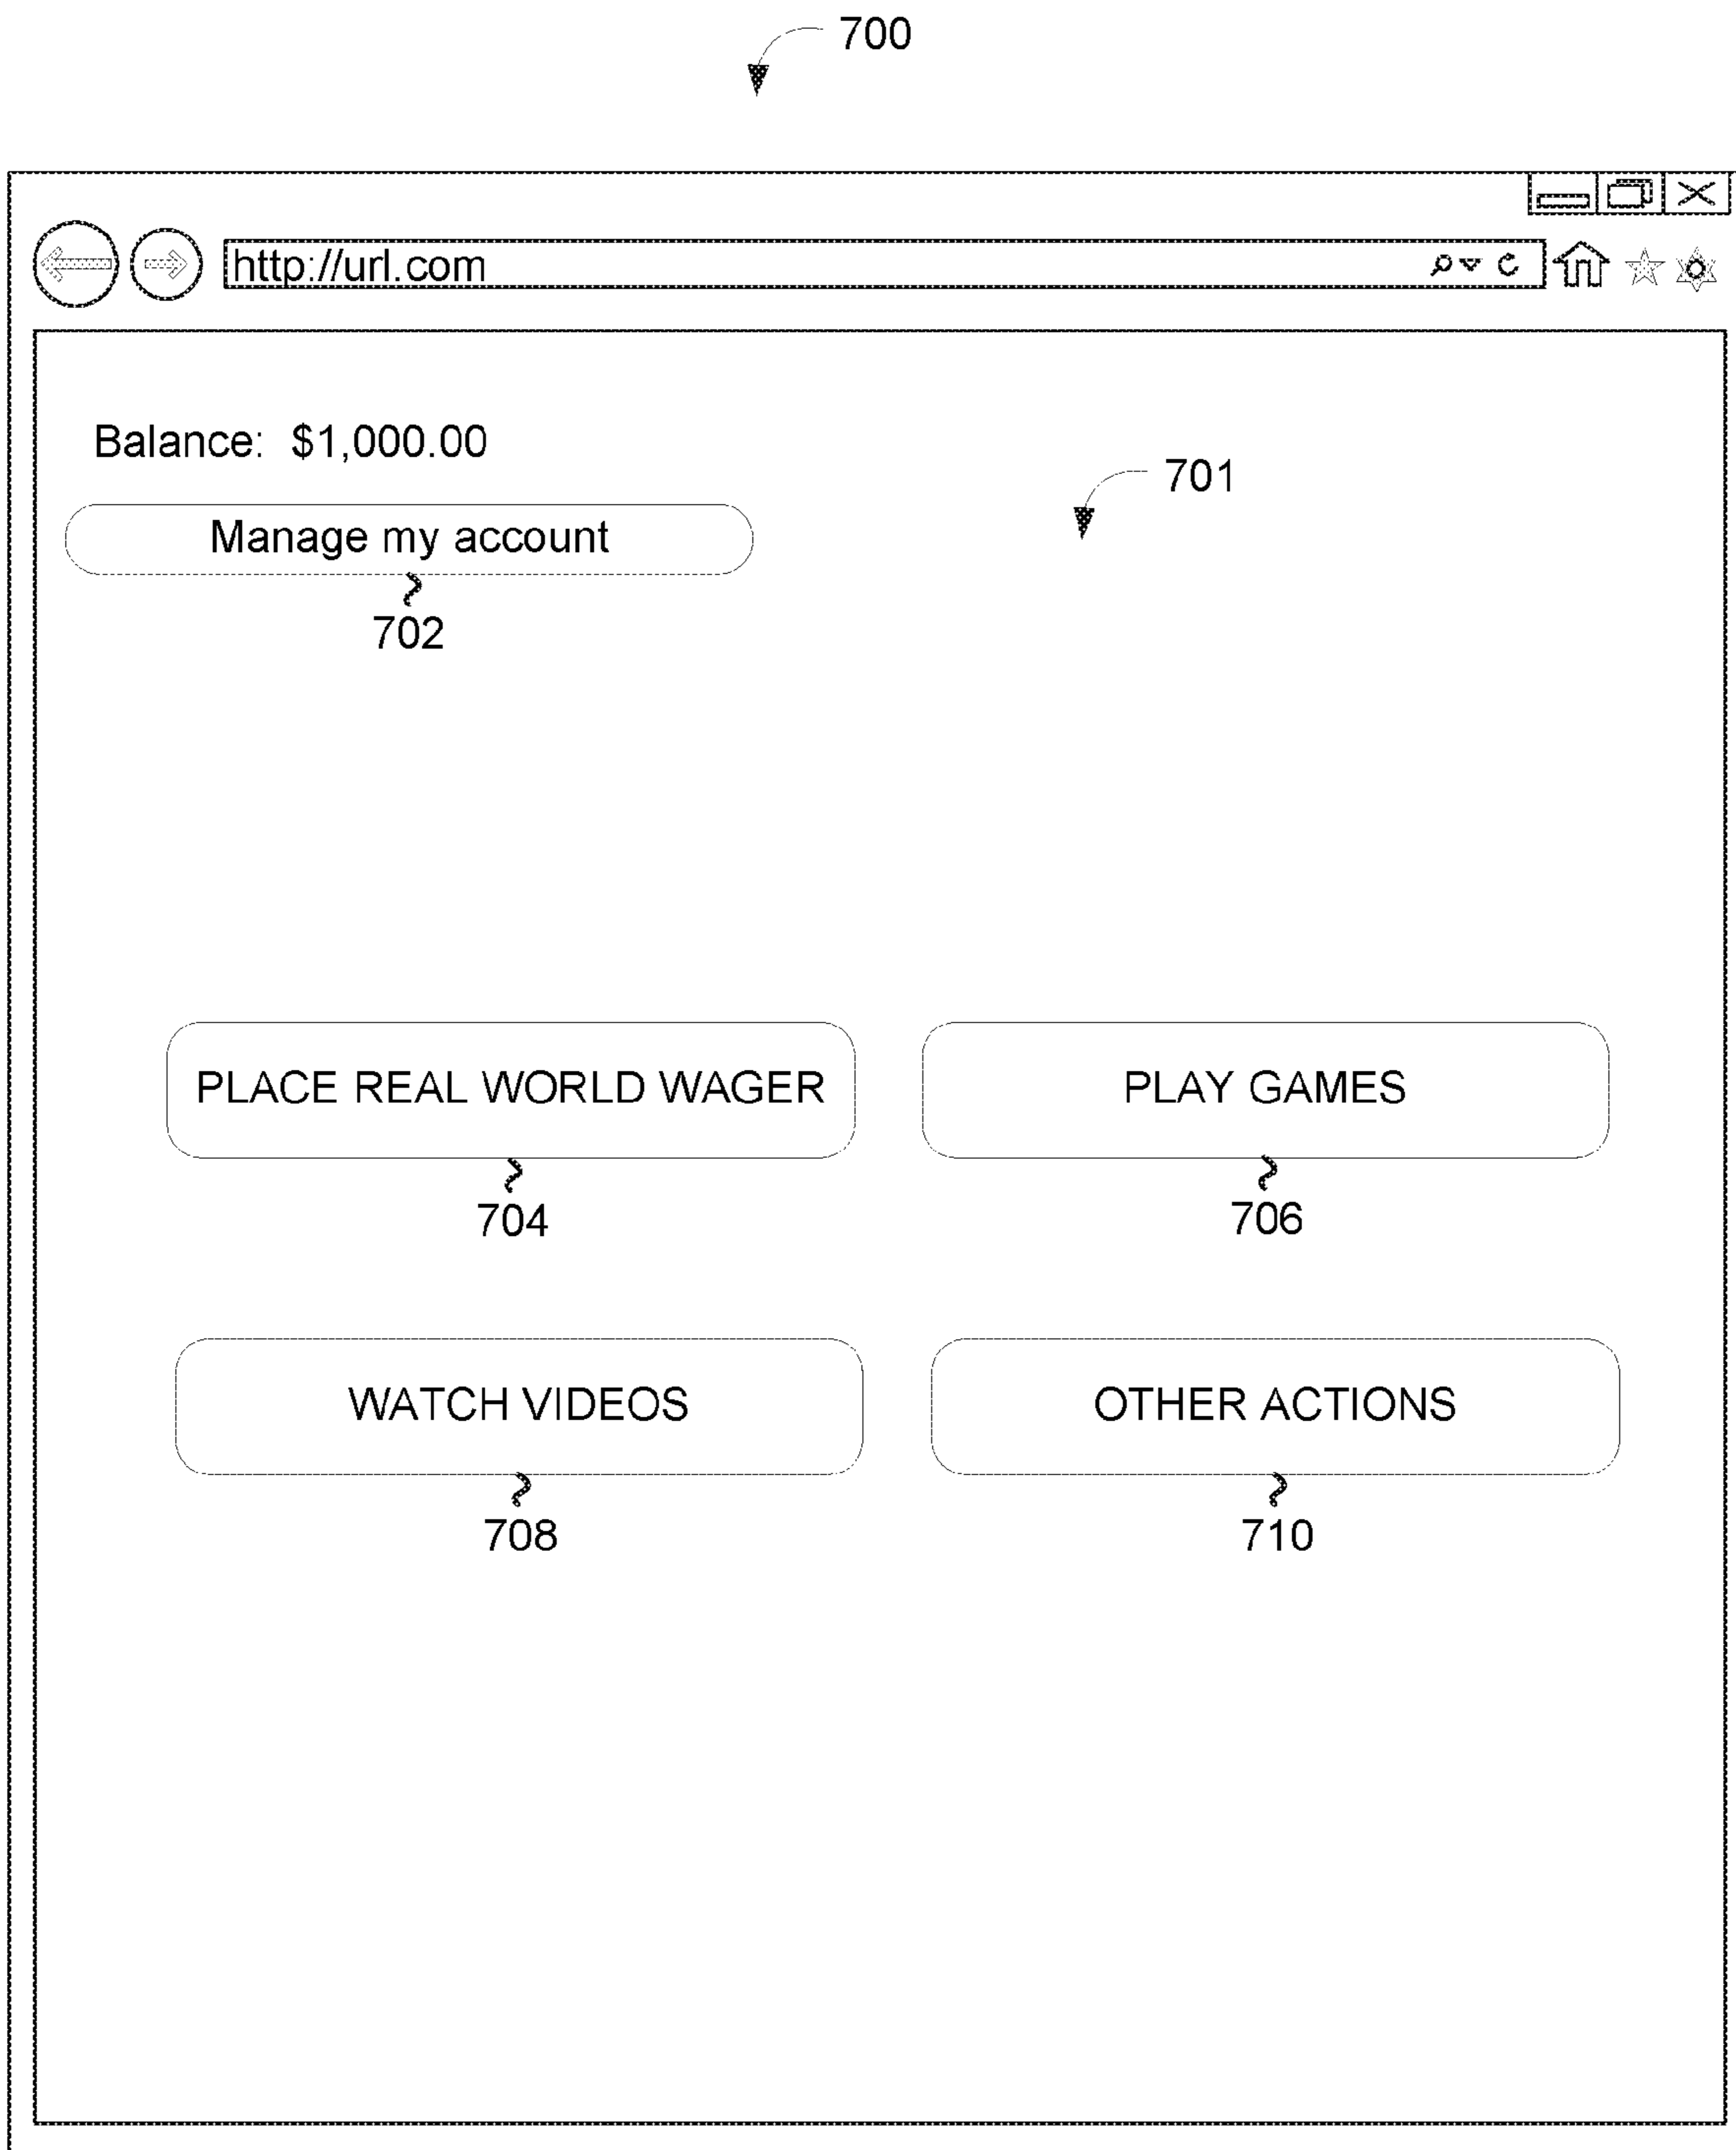 700
http://url.com
Balance: $1,000.00
701
Manage my account
702
PLACE REAL WORLD WAGER
PLAY GAMES
704
706
WATCH VIDEOS
OTHER ACTIONS
708
710